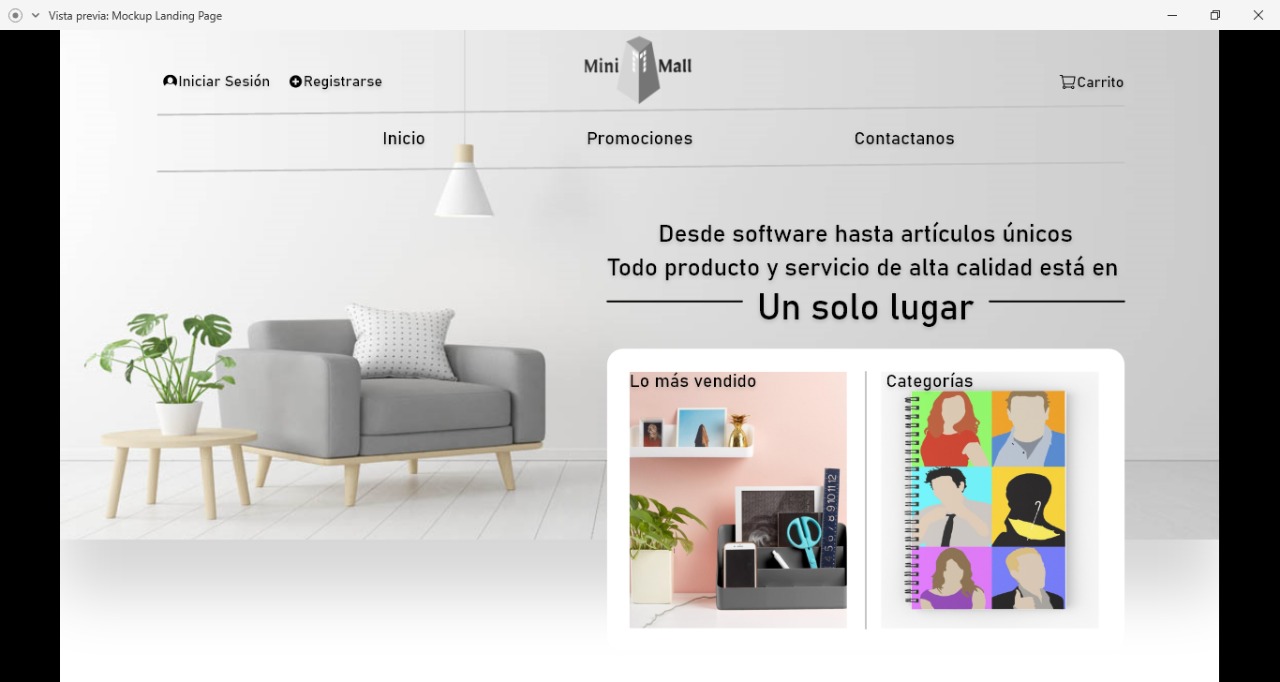 Vista previa: Mockup Landing Page
Iniciar Sesión Registrarse
Mini Mall
Carrito
Inicio Promociones Contactanos
Desde software hasta artículos únicos
Todo producto y servicio de alta calidad está en
Un solo lugar
Lo más vendido
Categorías